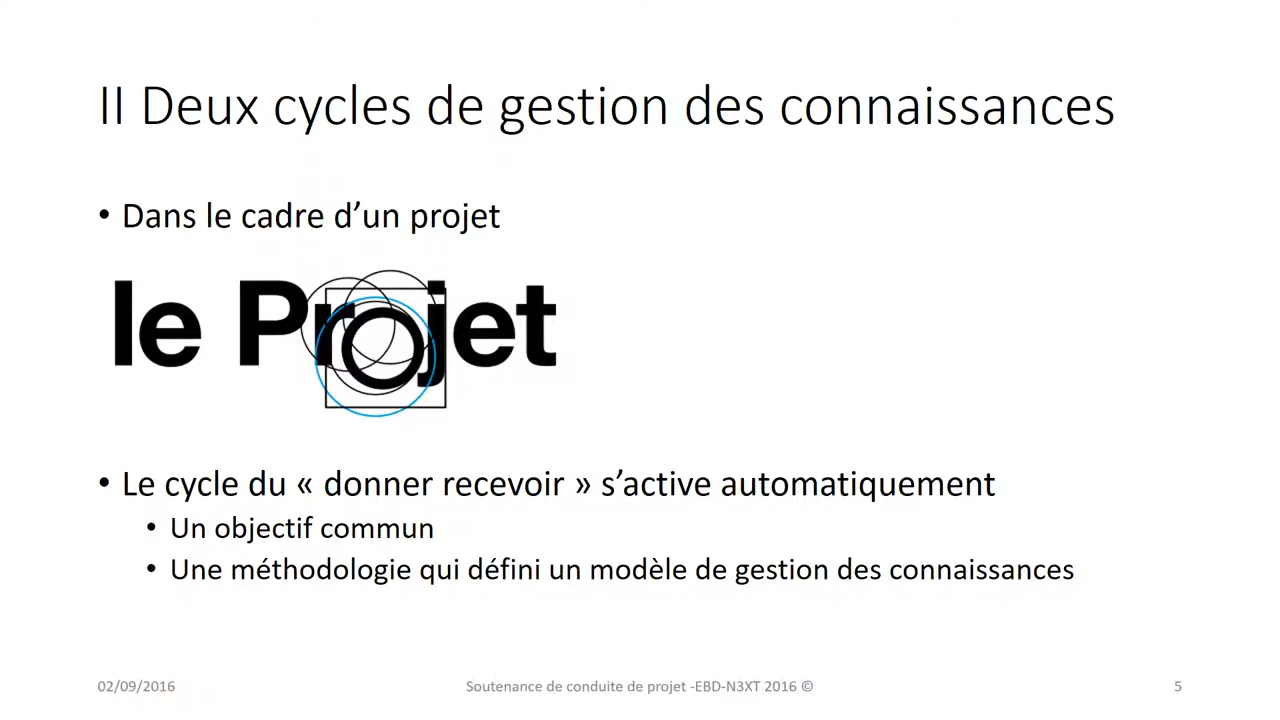 II Deux cycles de gestion des connaissances
• Dans le cadre d’un projet
le Projet
• Le cycle du « donner recevoir » s’active automatiquement
• Un objectif commun
• Une méthodologie qui défini un modèle de gestion des connaissances
02/09/2016
Soutenance de conduite de projet -EBD-N3XT 2016 ©
5